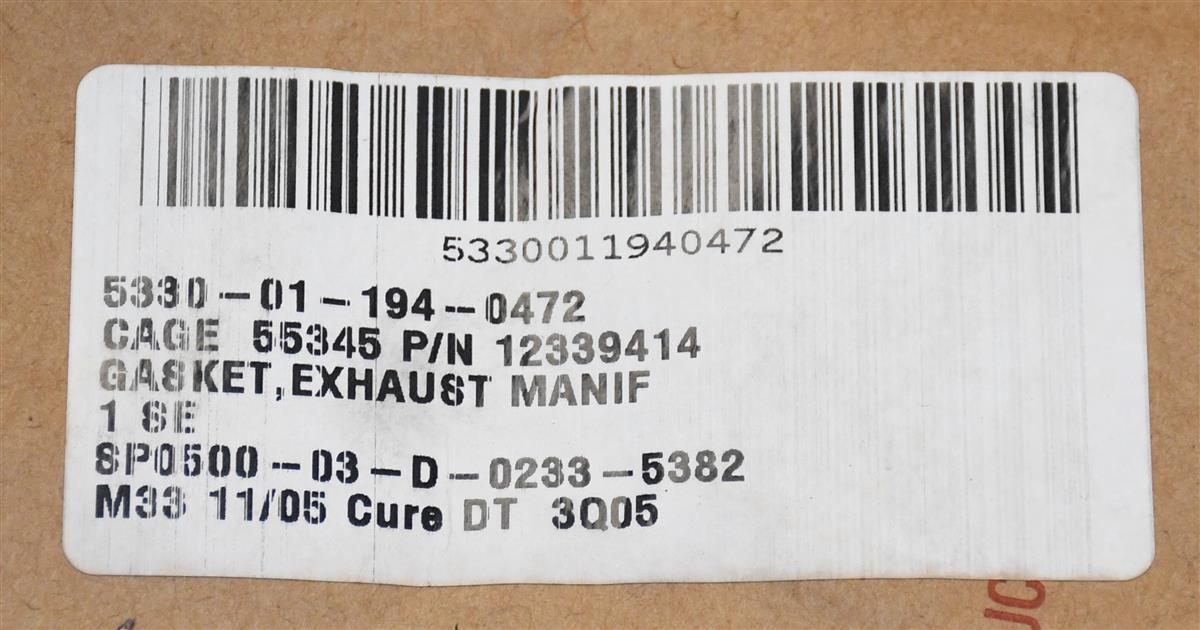 5330011940472
5330-01-194-0472
CAGE 55345 P/N 12339414
GASKET,EXHAUST MANIF
1 SE
SP0500-03-D-0233-5382
M33 11/05 Cure DT 3Q05